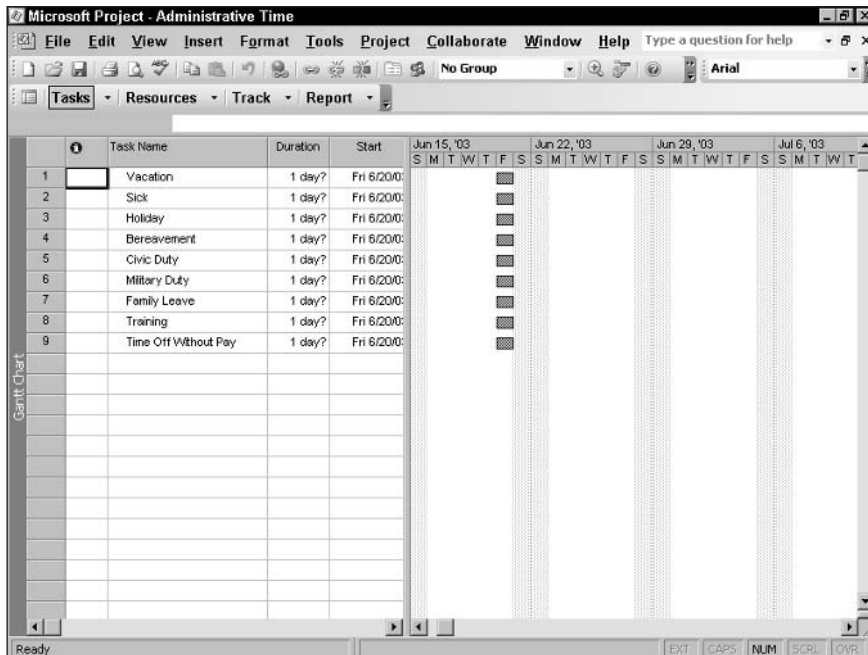 Microsoft Project - Administrative Time
File Edit View Insert Format Tools Project Collaborate Window Help Type a question for help
No Group Arial
Tasks Resources Track Report
Task Name Duration Start Jun 15, '03 Jun 22, '03 Jun 29, '03 Jul 6, '03
S M T W T F S S M T W T F S S M T W T F S S M T W T
1 Vacation 1 day? Fri 6/20/0
2 Sick 1 day? Fri 6/20/0
3 Holiday 1 day? Fri 6/20/0
4 Bereavement 1 day? Fri 6/20/0
5 Civic Duty 1 day? Fri 6/20/0
6 Military Duty 1 day? Fri 6/20/0
7 Family Leave 1 day? Fri 6/20/0
8 Training 1 day? Fri 6/20/0
9 Time Off Without Pay 1 day? Fri 6/20/0
Gantt Chart
Ready EXT CAPS NUM SCRL OVR